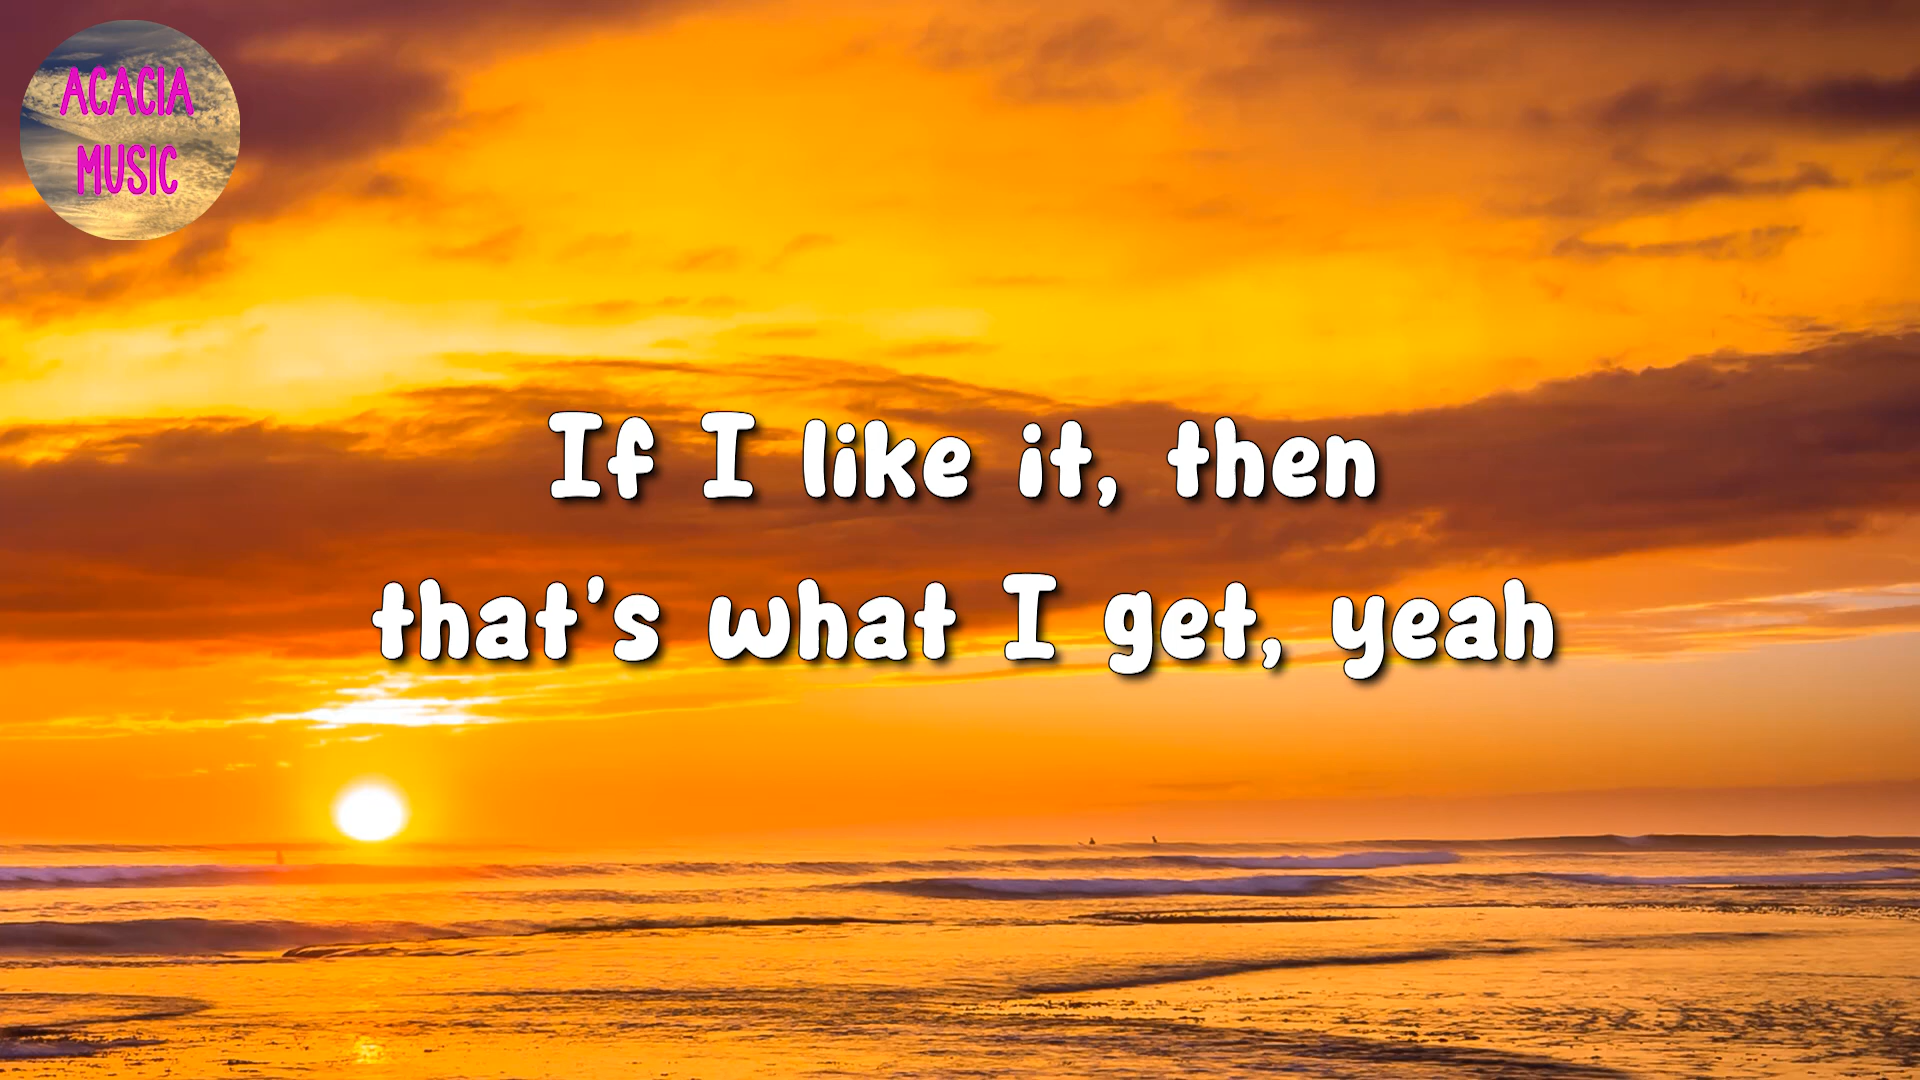 ACACIA
MUSIC
If I like it, then
that's what I get, yeah